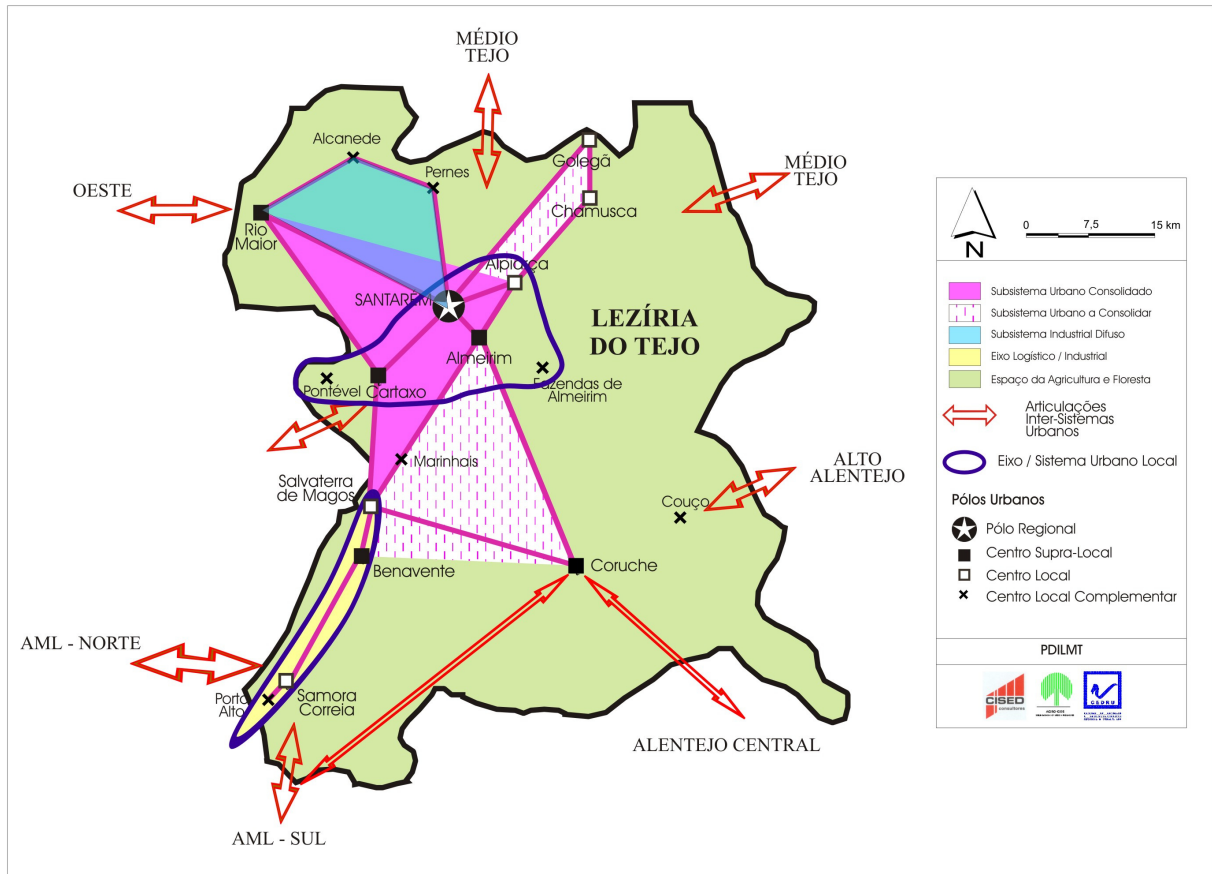 MÉDIO
TEJO
Alcanede
Pernes
Golegã
OESTE
MÉDIO
TEJO
Rio
Maior
Chamusca
Alpiarça
SANTARÉM
LEZÍRIA
DO TEJO
Almeirim
Pontével
Cartaxo
Fazendas de
Almeirim
Marinhais
Salvaterra
de Magos
ALTO
ALENTEJO
Couço
Benavente
Coruche
AML - NORTE
Samora
Correia
Porto
Alto
ALENTEJO CENTRAL
AML - SUL
N
0 7,5 15 km
Subsistema Urbano Consolidado
Subsistema Urbano a Consolidar
Subsistema Industrial Difuso
Eixo Logístico / Industrial
Espaço da Agricultura e Floresta
Articulações
Inter-Sistemas
Urbanos
Eixo / Sistema Urbano Local
Pólos Urbanos
Pólo Regional
Centro Supra-Local
Centro Local
Centro Local Complementar
PDILMT
CISED
consultores